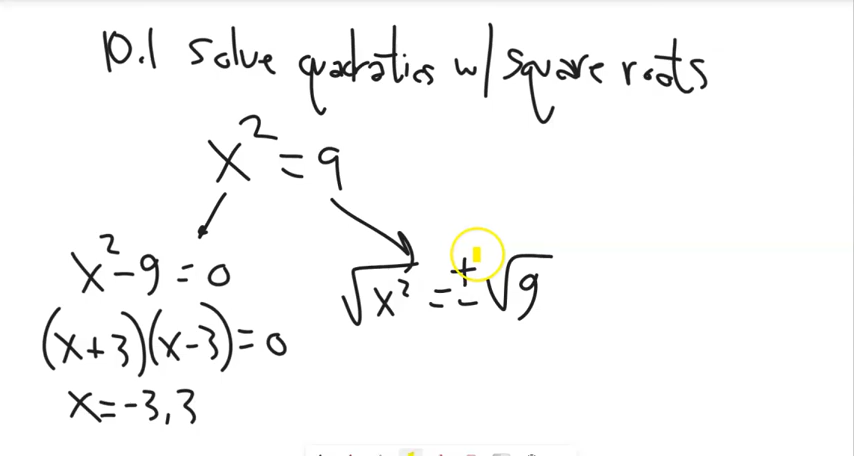 10.1 solve quadratics w/ square roots
x² = 9
x² - 9 = 0
(x+3)(x-3) = 0
x = -3, 3
√x² = ± √9